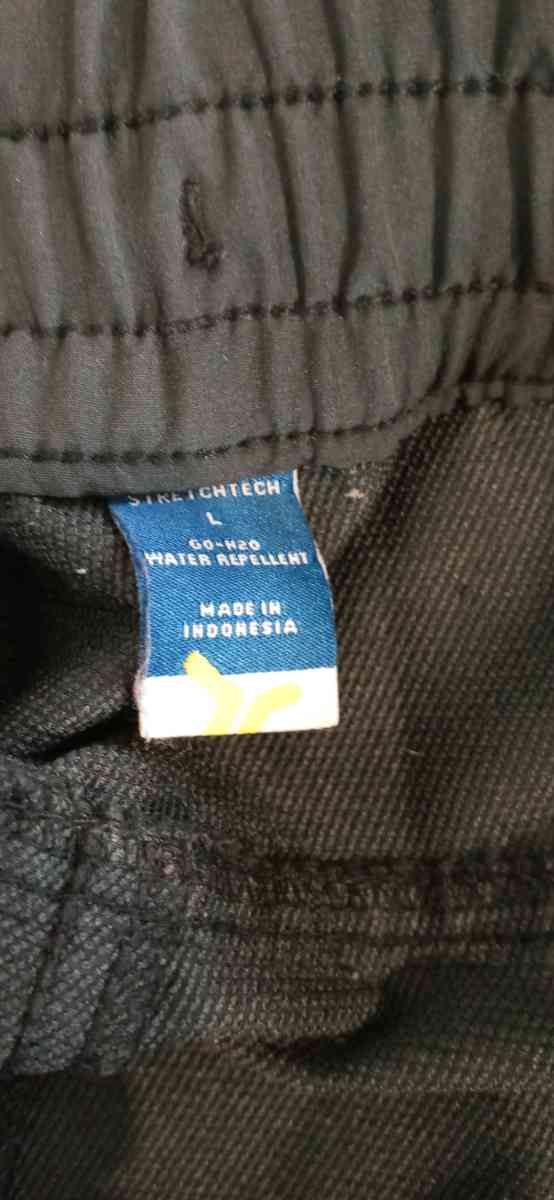 STRETCHTECH
L
GO-H2O
WATER REPELLENT
MADE IN
INDONESIA